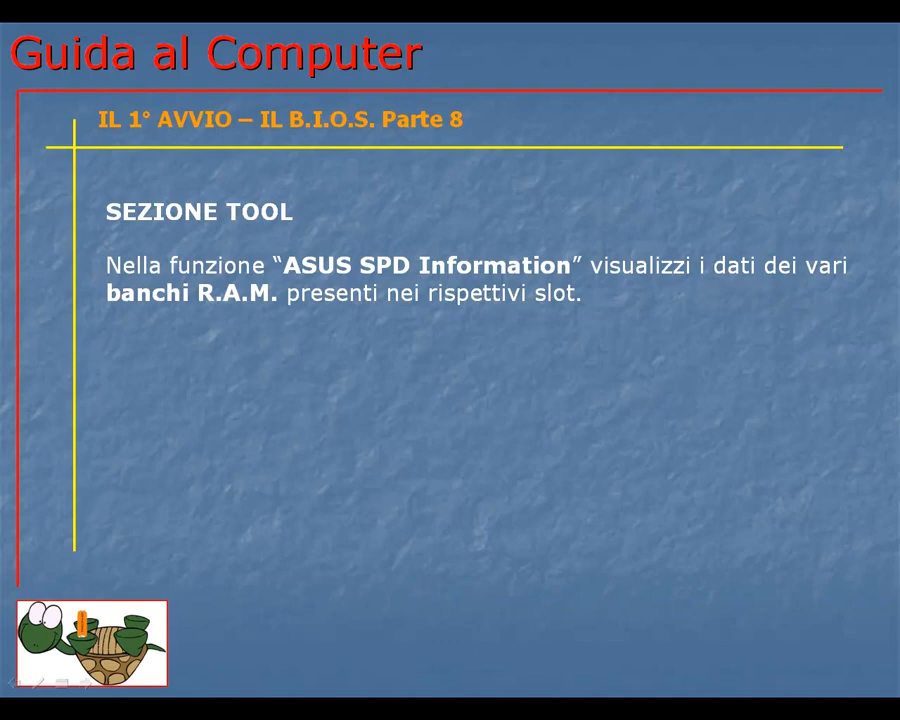 Guida al Computer
IL 1° AVVIO – IL B.I.O.S. Parte 8
SEZIONE TOOL
Nella funzione “ASUS SPD Information” visualizzi i dati dei vari
banchi R.A.M. presenti nei rispettivi slot.